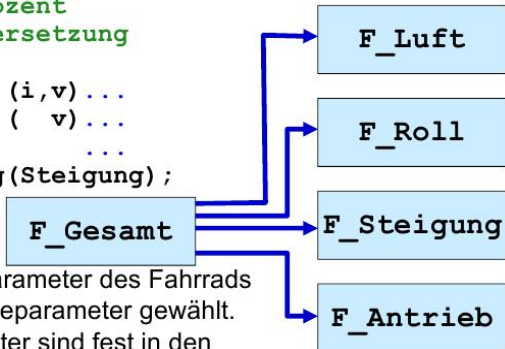 ozent
ersetzung
(i,v)...
( v)...
...
g(Steigung);
F_Gesamt
arameter des Fahrrads
eparameter gewählt.
ter sind fest in den
F_Luft
F_Roll
F_Steigung
F_Antrieb